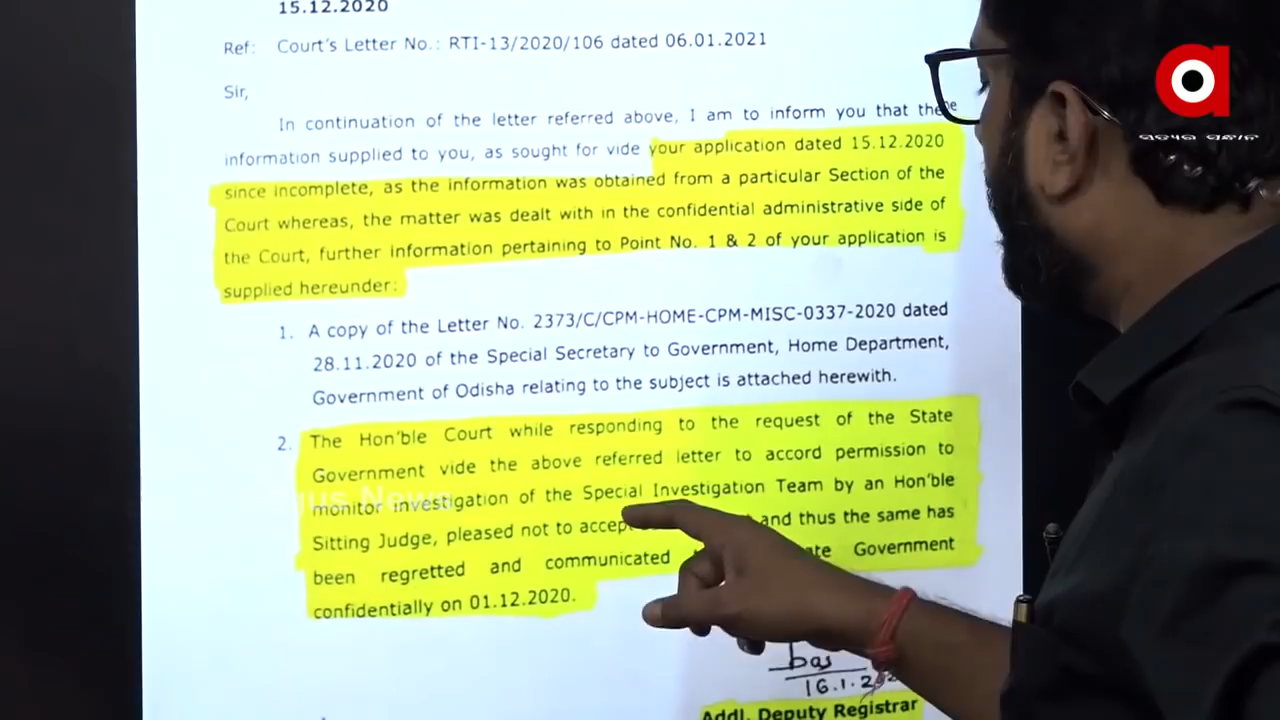 15.12.2020
Ref: Court's Letter No.: RTI-13/2020/106 dated 06.01.2021
Sir,
In continuation of the letter referred above, I am to inform you that the
information supplied to you, as sought for vide your application dated 15.12.2020
since incomplete, as the information was obtained from a particular Section of the
Court whereas, the matter was dealt with in the confidential administrative side of
the Court, further information pertaining to Point No. 1 & 2 of your application is
supplied hereunder:
1. A copy of the Letter No. 2373/C/CPM-HOME-CPM-MISC-0337-2020 dated
28.11.2020 of the Special Secretary to Government, Home Department,
Government of Odisha relating to the subject is attached herewith.
2. The Hon'ble Court while responding to the request of the State
Government vide the above referred letter to accord permission to
monitor investigation of the Special Investigation Team by an Hon'ble
Sitting Judge, pleased not to accept and thus the same has
been regretted and communicated Government
confidentially on 01.12.2020.
16.1.
Addl. Deputy Registrar
News
ସତ୍ୟର ସନ୍ଧାନ